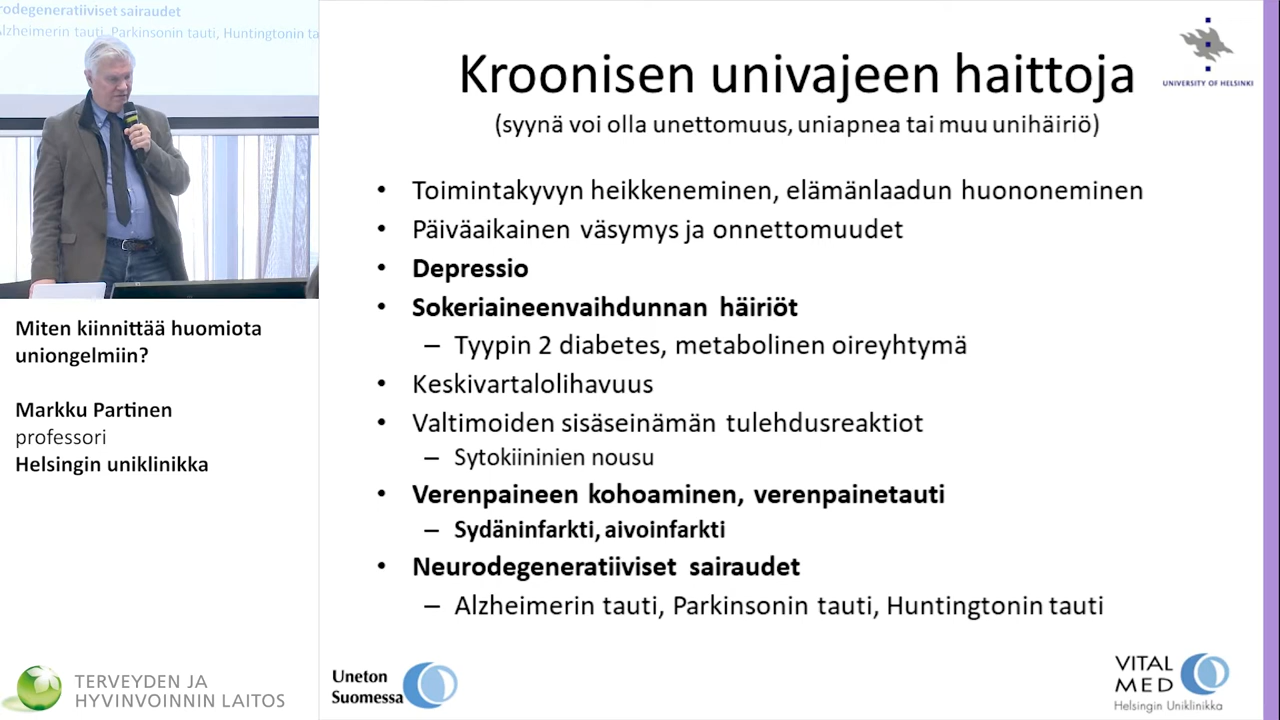 rodegeneratiiviset sairaudet
Alzheimerin tauti, Parkinsonin tauti, Huntingtonin ta
Miten kiinnittää huomiota
uniongelmiin?
Markku Partinen
professori
Helsingin uniklinikka
TERVEYDEN JA
HYVINVOINNIN LAITOS
Kroonisen univajeen haittoja
(syynä voi olla unettomuus, uniapnea tai muu unihäiriö)
UNIVERSITY OF HELSINKI
• Toimintakyvyn heikkeneminen, elämänlaadun huononeminen
• Päiväaikainen väsymys ja onnettomuudet
• Depressio
• Sokeriaineenvaihdunnan häiriöt
– Tyypin 2 diabetes, metabolinen oireyhtymä
• Keskivartalolihavuus
• Valtimoiden sisäseinämän tulehdusreaktiot
– Sytokiininien nousu
• Verenpaineen kohoaminen, verenpainetauti
– Sydäninfarkti, aivoinfarkti
• Neurodegeneratiiviset sairaudet
– Alzheimerin tauti, Parkinsonin tauti, Huntingtonin tauti
Uneton
Suomessa
VITAL
MED
Helsingin Uniklinikka